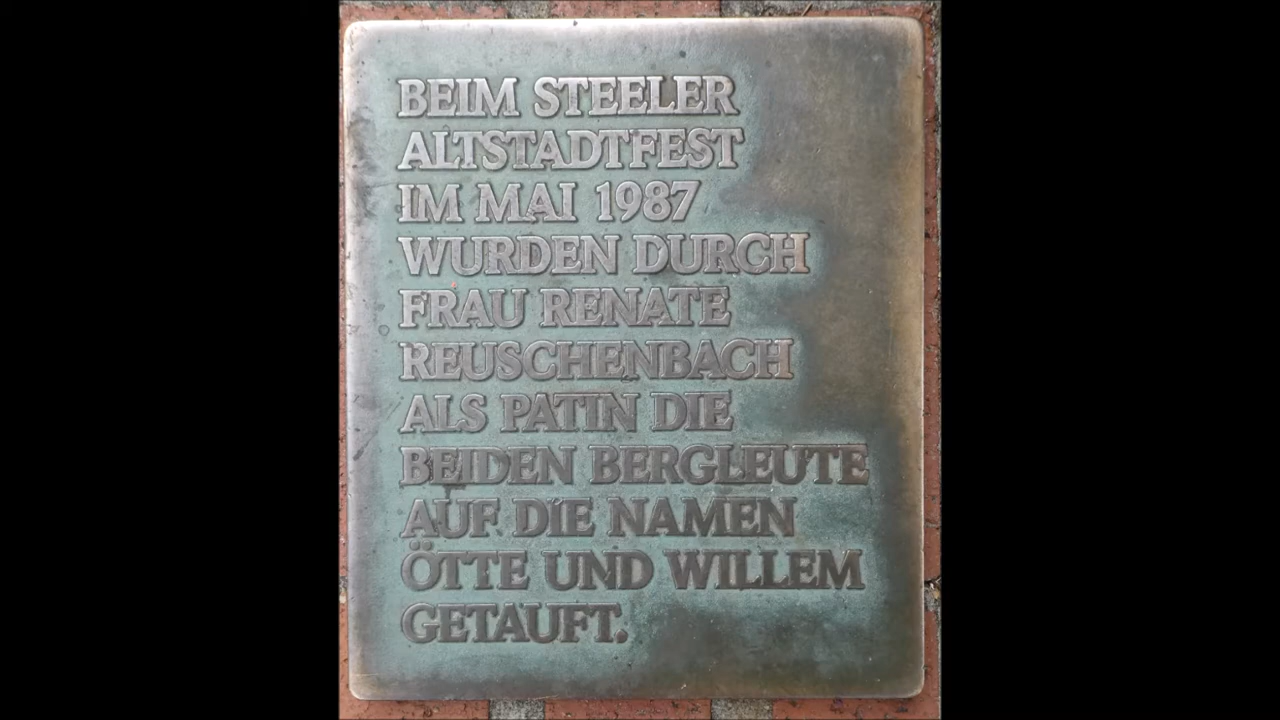 BEIM STEELER
ALTSTADTFEST
IM MAI 1987
WURDEN DURCH
FRAU RENATE
REUSCHENBACH
ALS PATIN DIE
BEIDEN BERGLEUTE
AUF DIE NAMEN
ÖTTE UND WILLEM
GETAUFT.